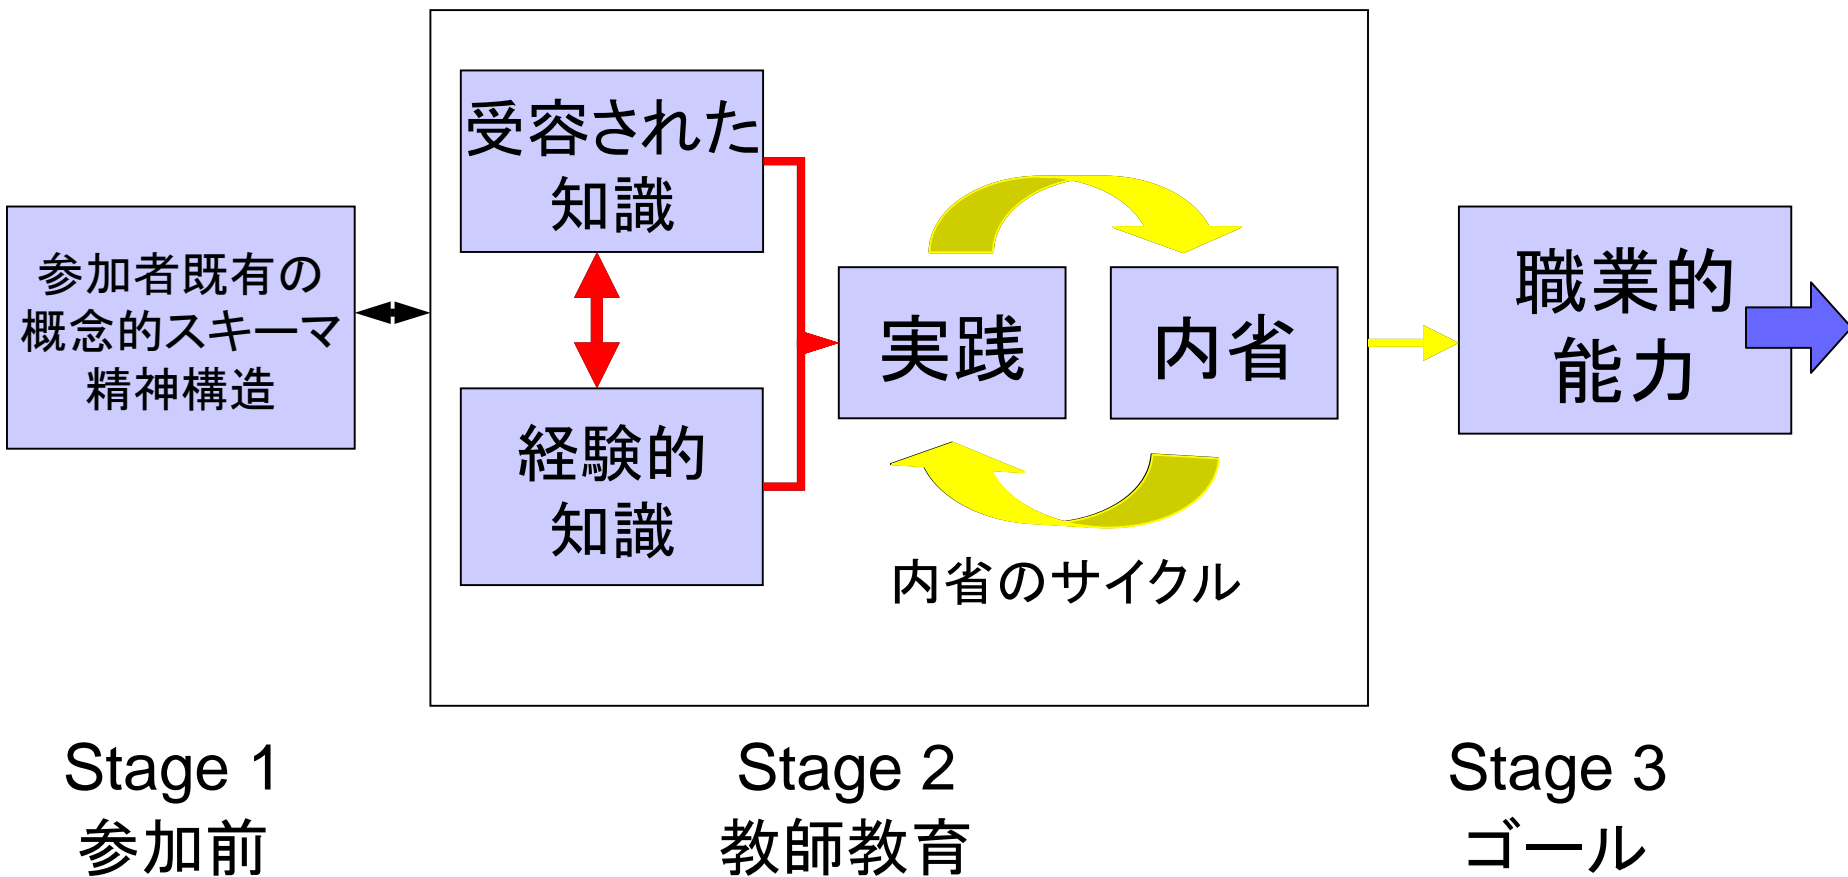 参加者既有の
概念的スキーマ
精神構造
受容された
知識
経験的
知識
実践
内省
内省のサイクル
職業的
能力
Stage 1
参加前
Stage 2
教師教育
Stage 3
ゴール